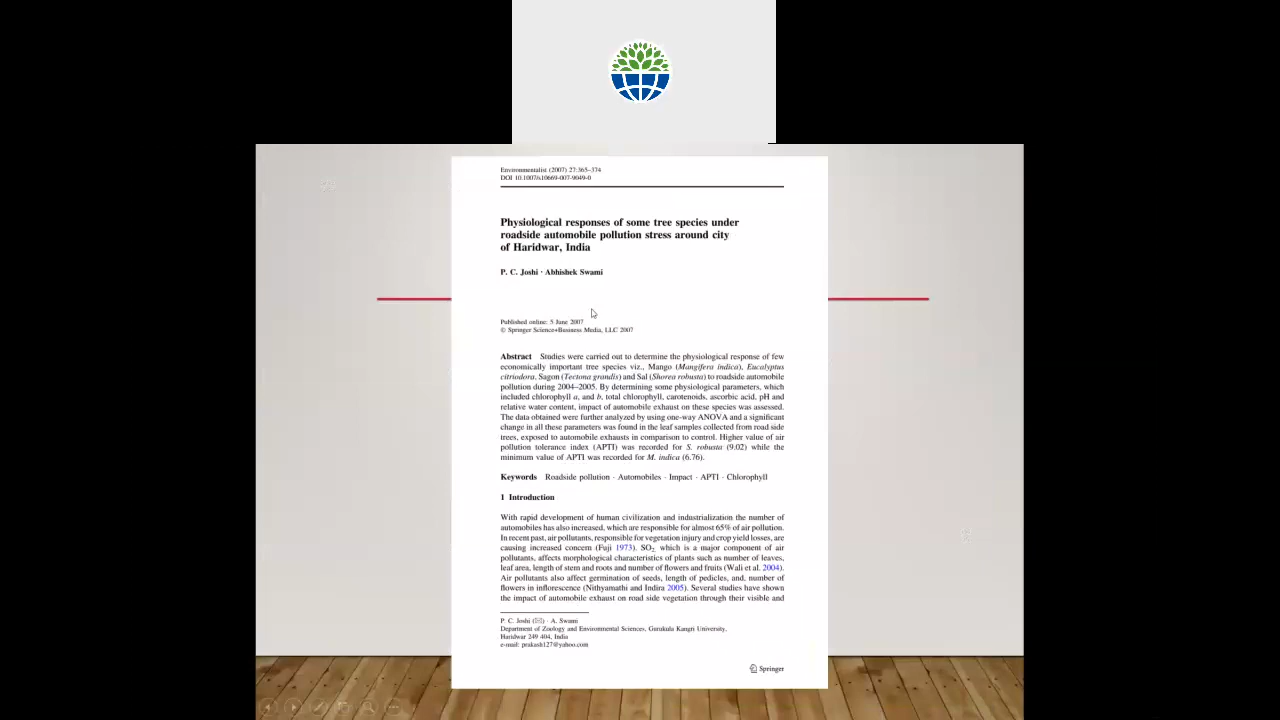 Environmentalist (2007) 27:365–374
DOI 10.1007/s10669-007-9049-0
Physiological responses of some tree species under
roadside automobile pollution stress around city
of Haridwar, India
P. C. Joshi · Abhishek Swami
Published online: 5 June 2007
© Springer Science+Business Media, LLC 2007
Abstract Studies were carried out to determine the physiological response of few
economically important tree species viz., Mango (Mangifera indica), Eucalyptus
citriodora, Sagon (Tectona grandis) and Sal (Shorea robusta) to roadside automobile
pollution during 2004–2005. By determining some physiological parameters, which
included chlorophyll a, and b, total chlorophyll, carotenoids, ascorbic acid, pH and
relative water content, impact of automobile exhaust on these species was assessed.
The data obtained were further analyzed by using one-way ANOVA and a significant
change in all these parameters was found in the leaf samples collected from road side
trees, exposed to automobile exhausts in comparison to control. Higher value of air
pollution tolerance index (APTI) was recorded for S. robusta (9.02) while the
minimum value of APTI was recorded for M. indica (6.76).
Keywords Roadside pollution · Automobiles · Impact · APTI · Chlorophyll
1 Introduction
With rapid development of human civilization and industrialization the number of
automobiles has also increased, which are responsible for almost 65% of air pollution.
In recent past, air pollutants, responsible for vegetation injury and crop yield losses, are
causing increased concern (Fuji 1973). SO2, which is a major component of air
pollutants, affects morphological characteristics of plants such as number of leaves,
leaf area, length of stem and roots and number of flowers and fruits (Wali et al. 2004).
Air pollutants also affect germination of seeds, length of pedicles, and, number of
flowers in inflorescence (Nithyamathi and Indira 2005). Several studies have shown
the impact of automobile exhaust on road side vegetation through their visible and
P. C. Joshi (✉) · A. Swami
Department of Zoology and Environmental Sciences, Gurukula Kangri University,
Haridwar 249 404, India
e-mail: prakash127@yahoo.com
Springer